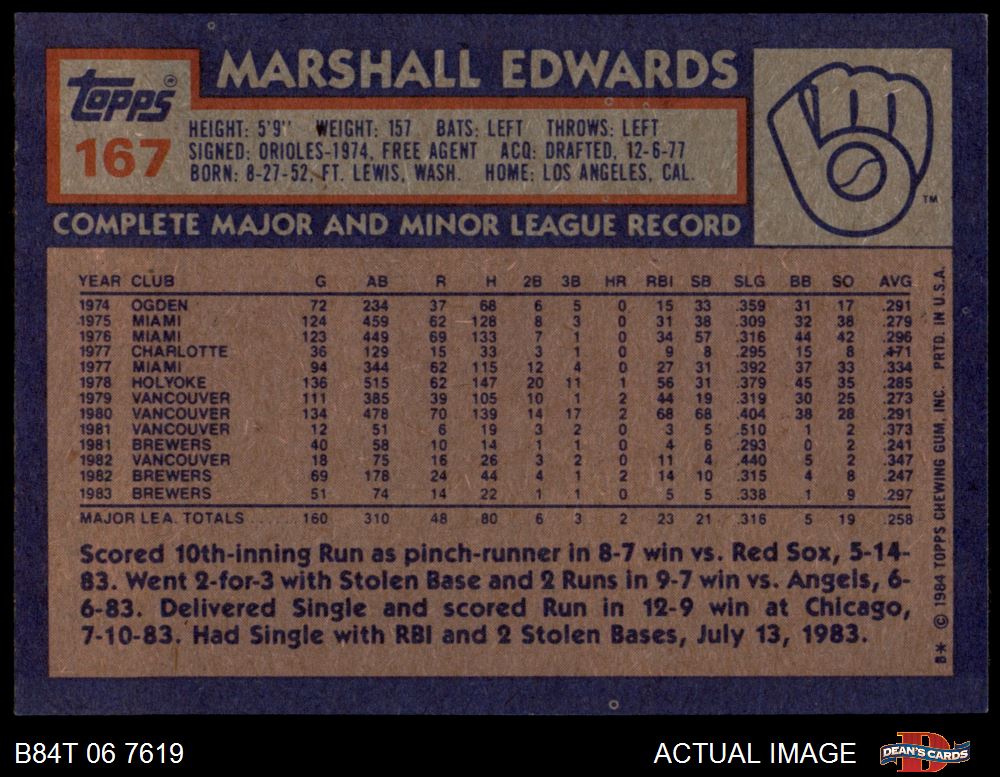 MARSHALL EDWARDS
Topps ®
167
HEIGHT: 5'9" WEIGHT: 157 BATS: LEFT THROWS: LEFT
SIGNED: ORIOLES-1974, FREE AGENT ACQ: DRAFTED, 12-6-77
BORN: 8-27-52, FT. LEWIS, WASH. HOME: LOS ANGELES, CAL.
TM
COMPLETE MAJOR AND MINOR LEAGUE RECORD
YEAR CLUB G AB R H 2B 3B HR RBI SB SLG BB SO AVG
1974 OGDEN 72 234 37 68 6 5 0 15 33 .359 31 17 .291
1975 MIAMI 124 459 62 128 8 3 0 31 38 .309 32 38 .279
1976 MIAMI 123 449 69 133 7 1 0 34 57 .316 44 42 .296
1977 CHARLOTTE 36 129 15 33 3 1 0 9 8 .295 15 8 .171
1977 MIAMI 94 344 62 115 12 4 0 27 31 .392 37 33 .334
1978 HOLYOKE 136 515 62 147 20 11 1 56 31 .379 45 35 .285
1979 VANCOUVER 111 385 39 105 10 1 2 44 19 .319 30 25 .273
1980 VANCOUVER 134 478 70 139 14 17 2 68 68 .404 38 28 .291
1981 VANCOUVER 12 51 6 19 3 2 0 3 5 .510 1 2 .373
1981 BREWERS 40 58 10 14 1 1 0 4 6 .293 0 2 .241
1982 VANCOUVER 18 75 16 26 3 2 0 11 4 .440 5 2 .347
1982 BREWERS 69 178 24 44 4 1 2 14 10 .315 4 8 .247
1983 BREWERS 51 74 14 22 1 1 0 5 5 .338 1 9 .297
MAJOR LEA. TOTALS ...... 160 310 48 80 6 3 2 23 21 .316 5 19 .258
Scored 10th-inning Run as pinch-runner in 8-7 win vs. Red Sox, 5-14-
83. Went 2-for-3 with Stolen Base and 2 Runs in 9-7 win vs. Angels, 6-
6-83. Delivered Single and scored Run in 12-9 win at Chicago,
7-10-83. Had Single with RBI and 2 Stolen Bases, July 13, 1983.
B* © 1984 TOPPS CHEWING GUM, INC. PRTD. IN U.S.A.
B84T 06 7619
ACTUAL IMAGE
DEAN'S CARDS